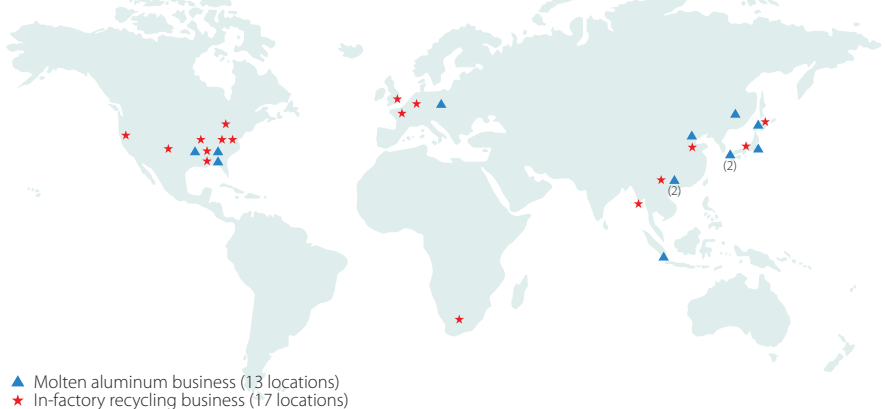 (2)
(2)
Molten aluminum business (13 locations)
In-factory recycling business (17 locations)